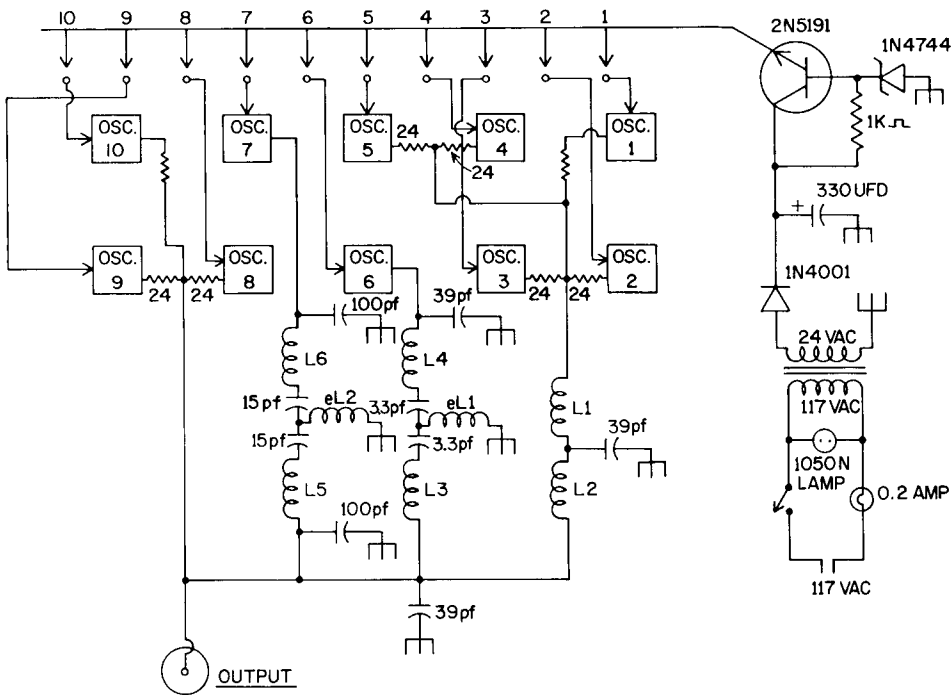 10 9 8 7 6 5 4 3 2 1
2N5191
1N4744
1K Ω
OSC.
10
OSC.
7
OSC.
5
24
OSC.
4
24
OSC.
1
+
330 UFD
OSC.
9
24
24
OSC.
8
OSC.
6
OSC.
3
24
24
OSC.
2
1N4001
100pf
39pf
L6
L4
24 VAC
15pf
eL2
3.3pf
eL1
L1
117 VAC
15pf
3.3pf
39pf
1050N
LAMP
L5
L3
L2
0.2 AMP
100pf
117 VAC
39pf
OUTPUT